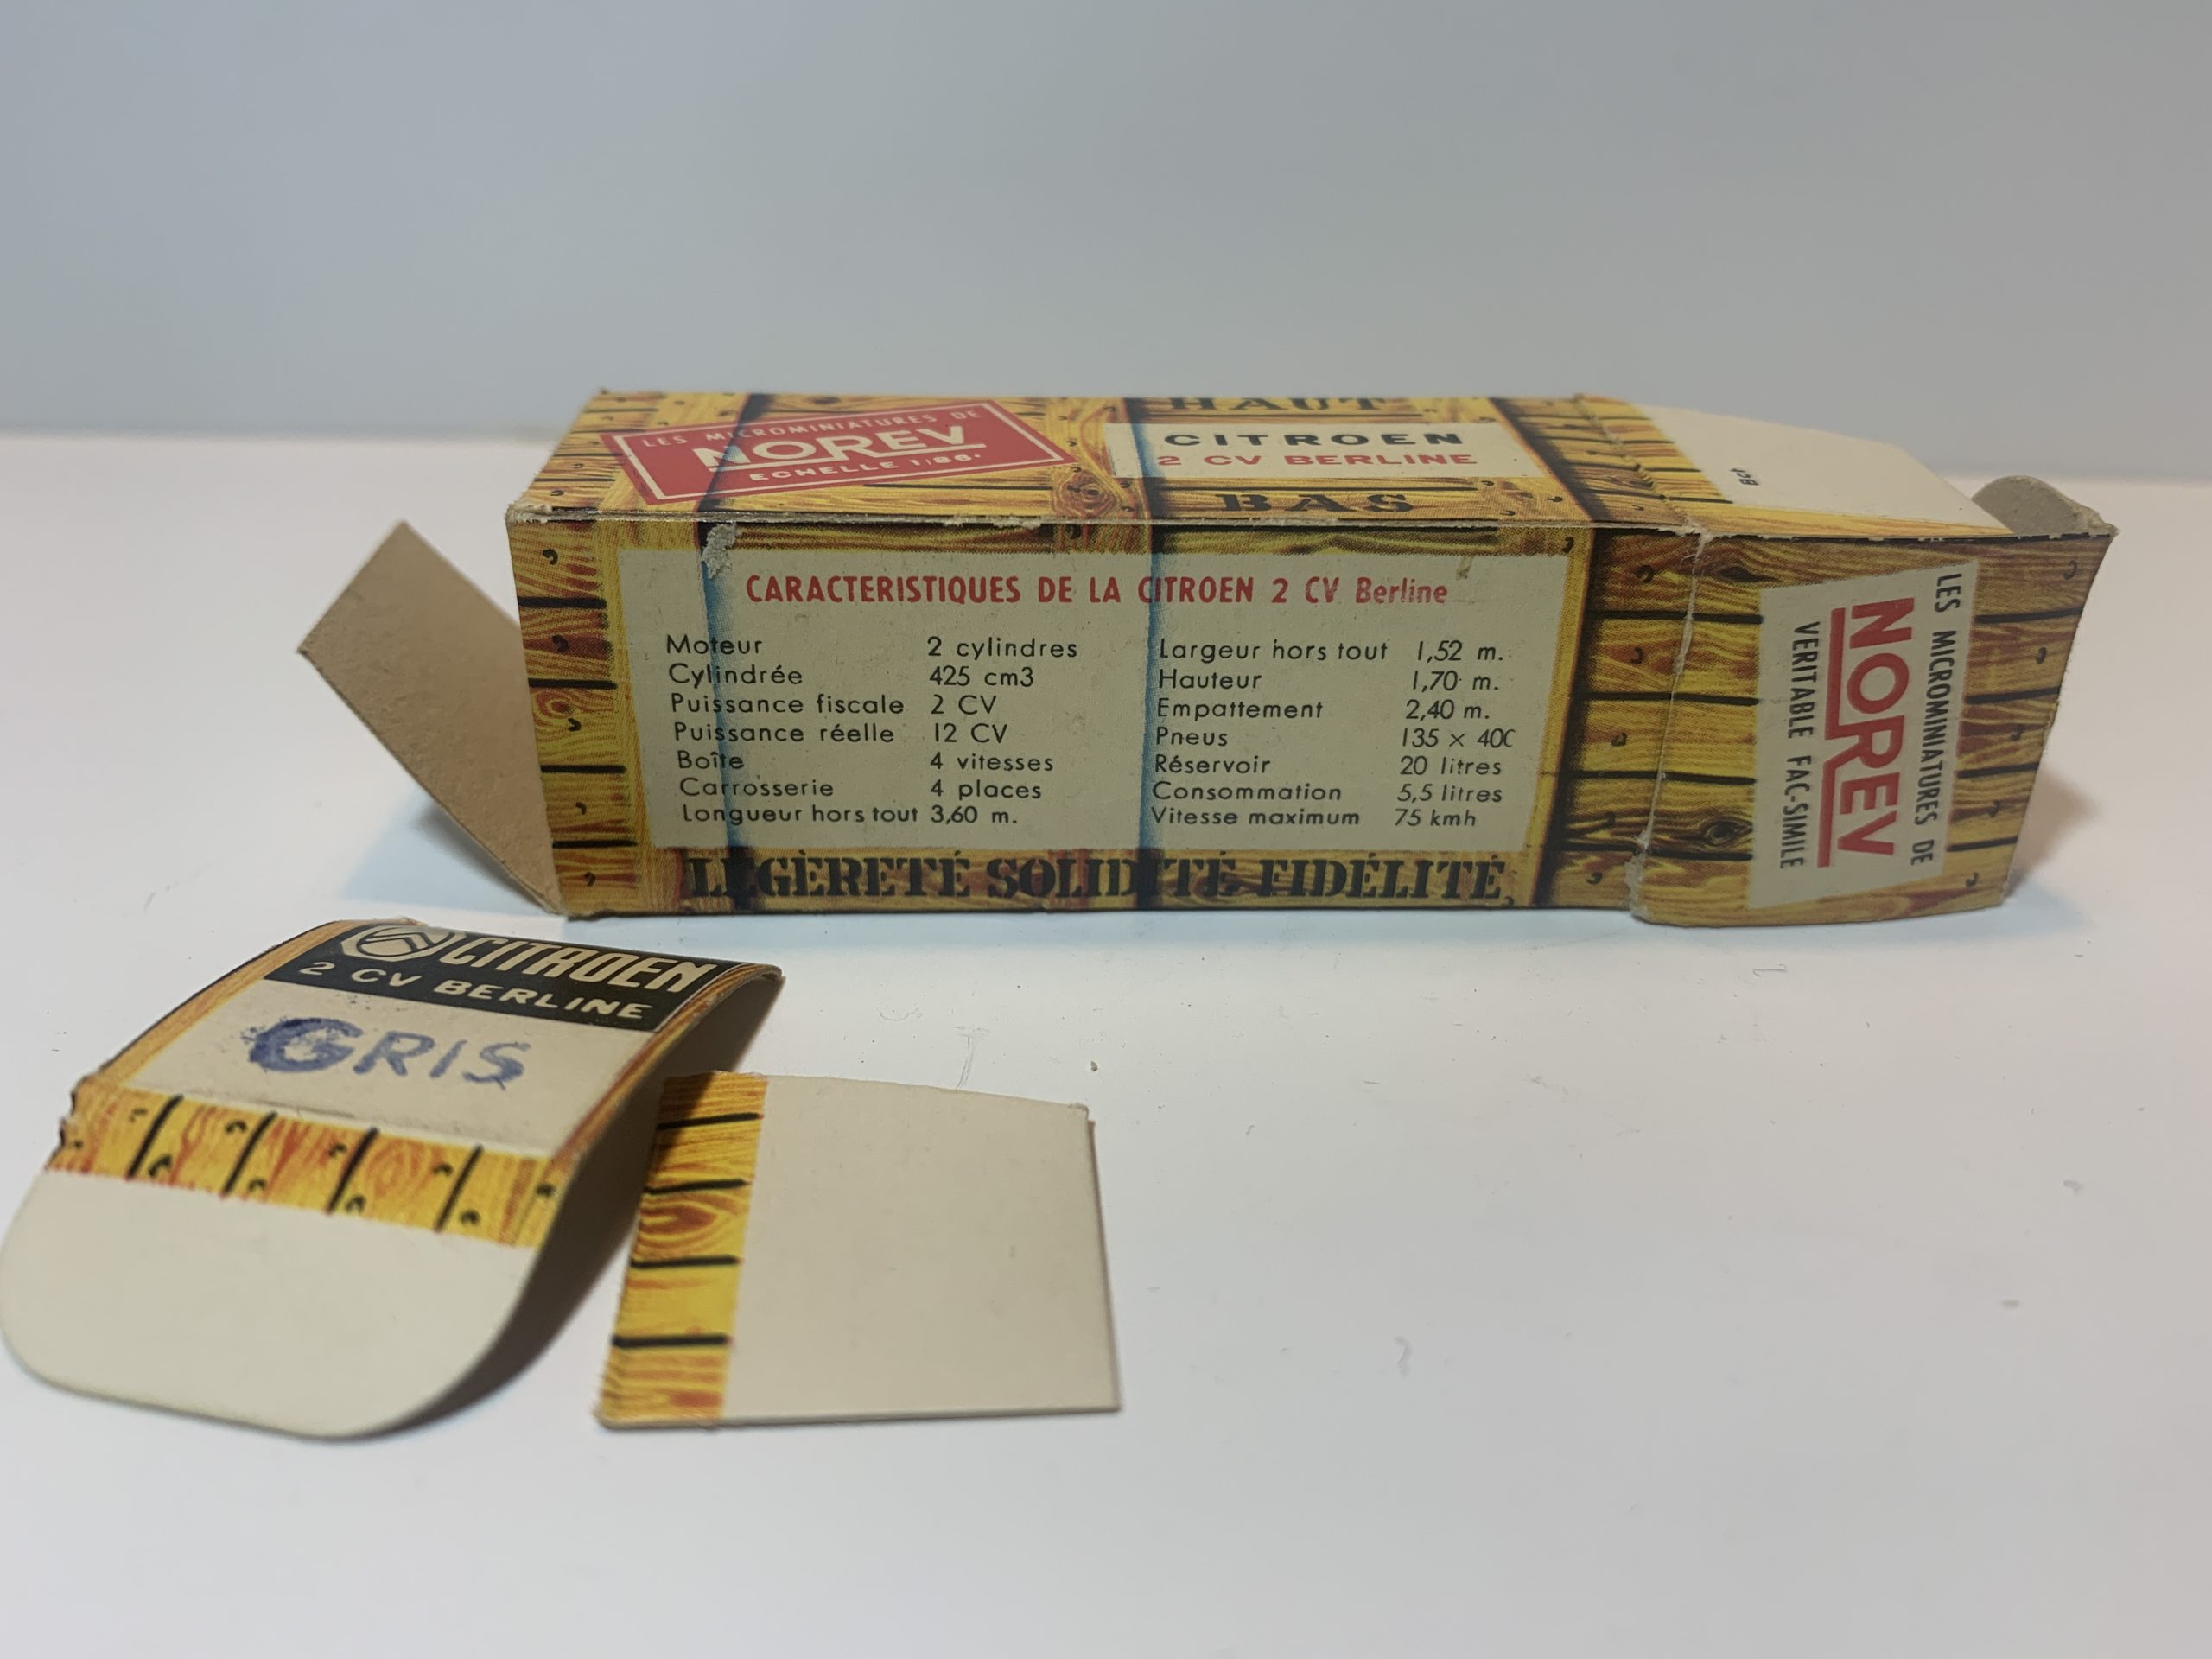 LES MICROMINIATURES DE
NOREV
ECHELLE 1:86e
HAUT
CITROEN
2 CV BERLINE
BAS
CARACTERISTIQUES DE LA CITROEN 2 CV Berline
Moteur 2 cylindres
Cylindrée 425 cm3
Puissance fiscale 2 CV
Puissance réelle 12 CV
Boîte 4 vitesses
Carrosserie 4 places
Longueur hors tout 3,60 m.
Largeur hors tout 1,52 m.
Hauteur 1,70 m.
Empattement 2,40 m.
Pneus 135 × 400
Réservoir 20 litres
Consommation 5,5 litres
Vitesse maximum 75 kmh
LÉGÈRETÉ SOLIDITÉ FIDÉLITÉ
LES MICROMINIATURES DE
NOREV
VERITABLE FAC-SIMILE
CITROEN
2 CV BERLINE
GRIS